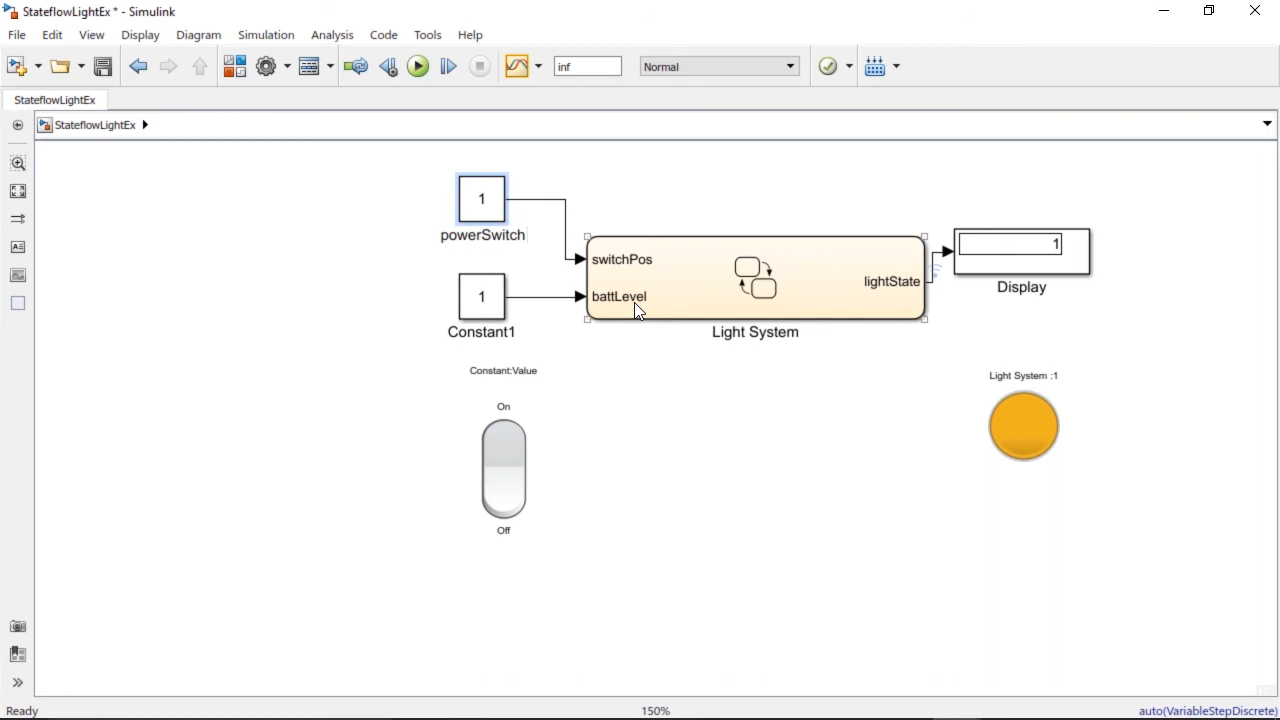 StateflowLightEx * - Simulink
File Edit View Display Diagram Simulation Analysis Code Tools Help
inf Normal
StateflowLightEx
StateflowLightEx
1
powerSwitch
1
Constant1
switchPos
battLevel
lightState
Light System
1
Display
Constant:Value
On
Off
Light System :1
Ready 150% auto(VariableStepDiscrete)